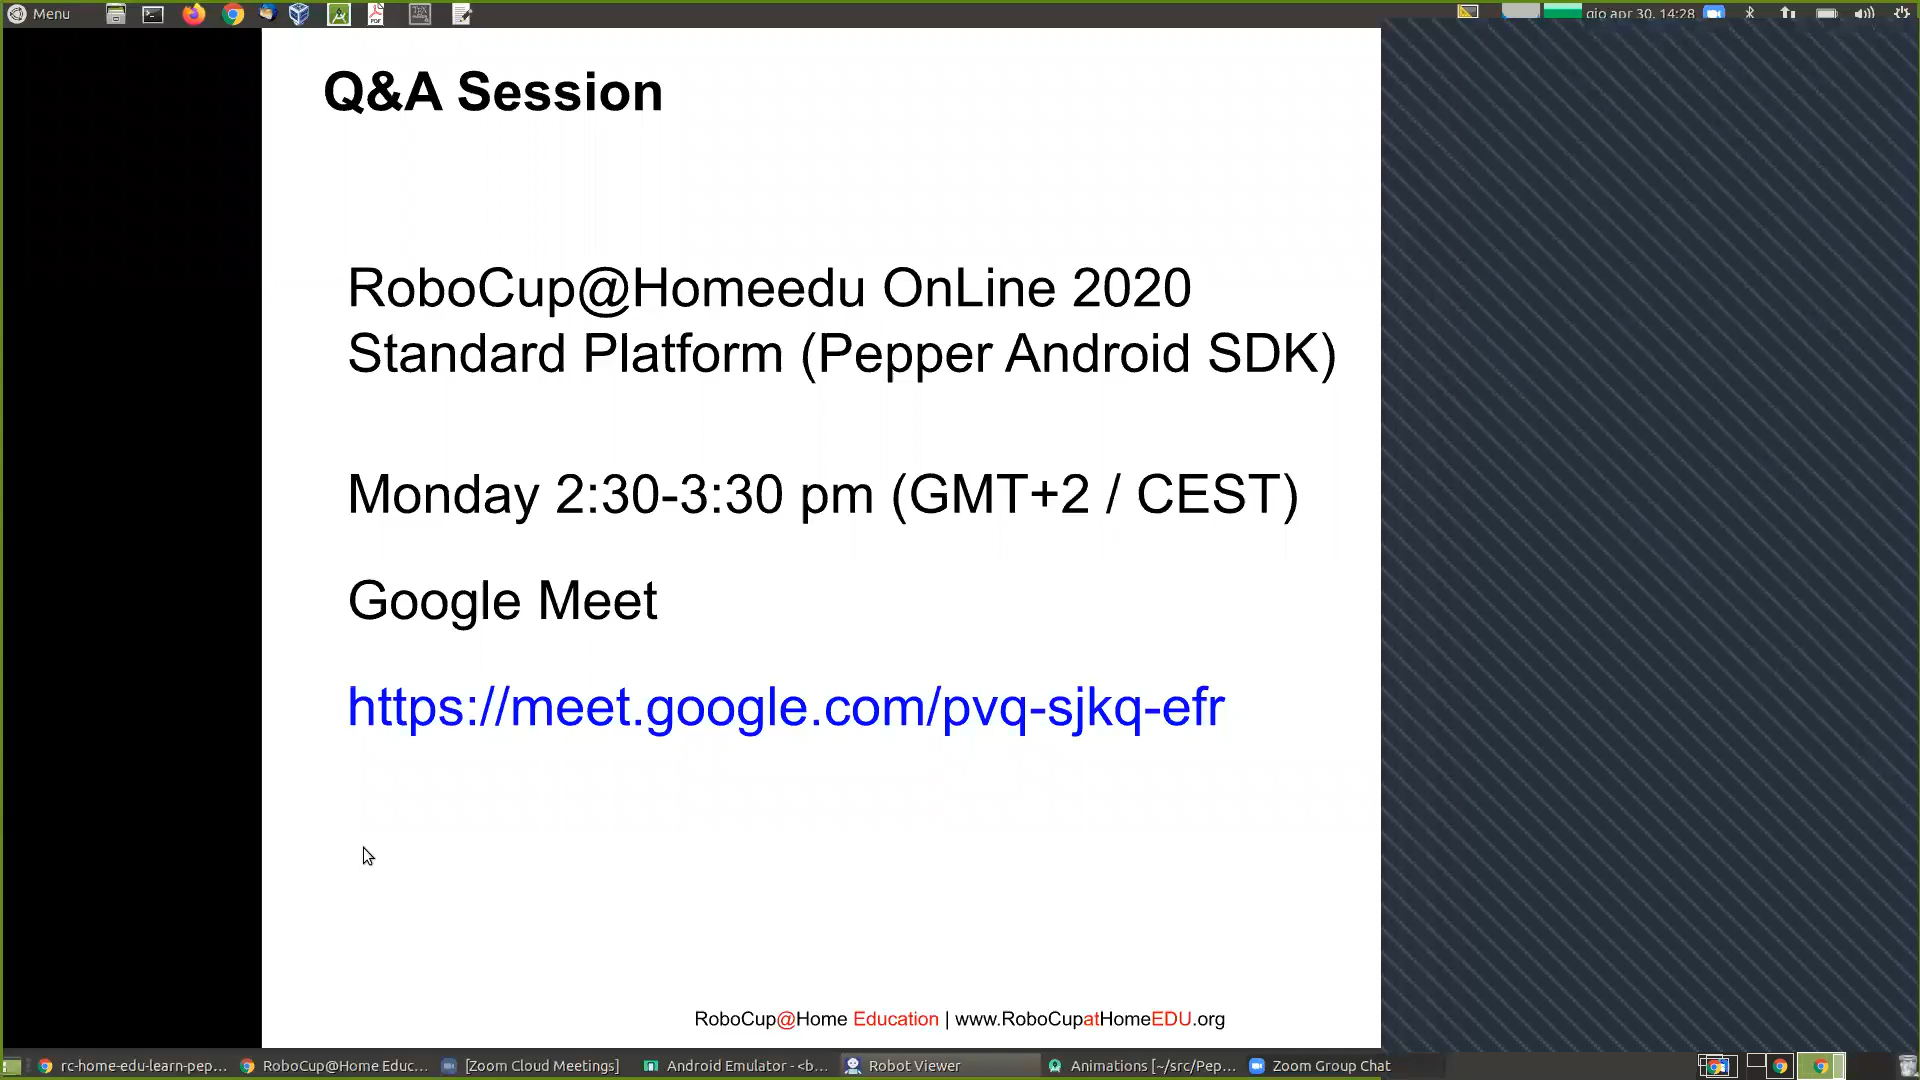 Menu
gio apr 30, 14:28
Q&A Session
RoboCup@Homeedu OnLine 2020
Standard Platform (Pepper Android SDK)
Monday 2:30-3:30 pm (GMT+2 / CEST)
Google Meet
https://meet.google.com/pvq-sjkq-efr
RoboCup@Home Education | www.RoboCupatHomeEDU.org
rc-home-edu-learn-pep... RoboCup@Home Educ... [Zoom Cloud Meetings] Android Emulator - <b... Robot Viewer Animations [~/src/Pep... Zoom Group Chat